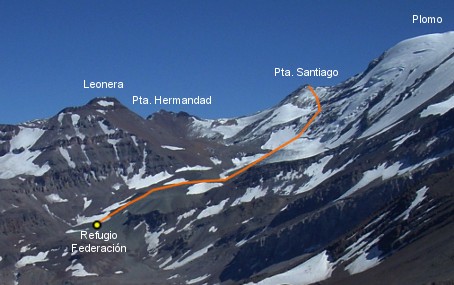 Plomo
Pta. Santiago
Leonera
Pta. Hermandad
Refugio
Federación